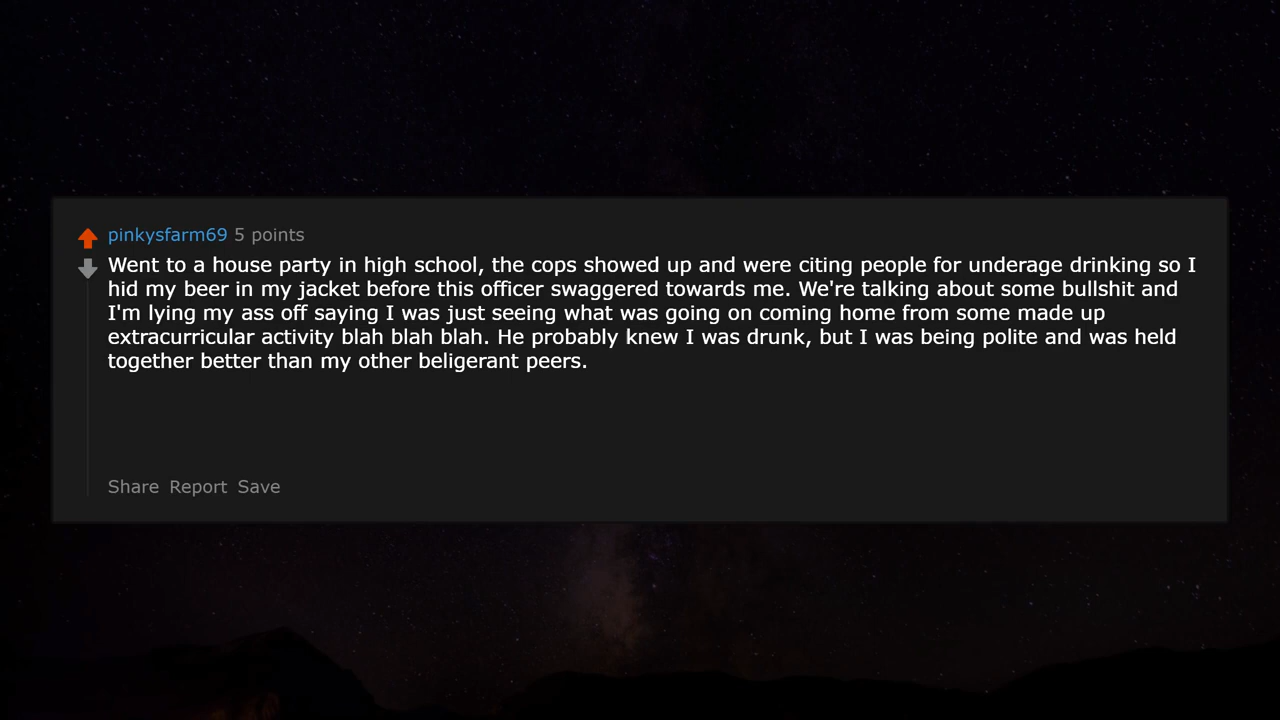 pinkysfarm69 5 points
Went to a house party in high school, the cops showed up and were citing people for underage drinking so I
hid my beer in my jacket before this officer swaggered towards me. We're talking about some bullshit and
I'm lying my ass off saying I was just seeing what was going on coming home from some made up
extracurricular activity blah blah blah. He probably knew I was drunk, but I was being polite and was held
together better than my other beligerant peers.
Share Report Save